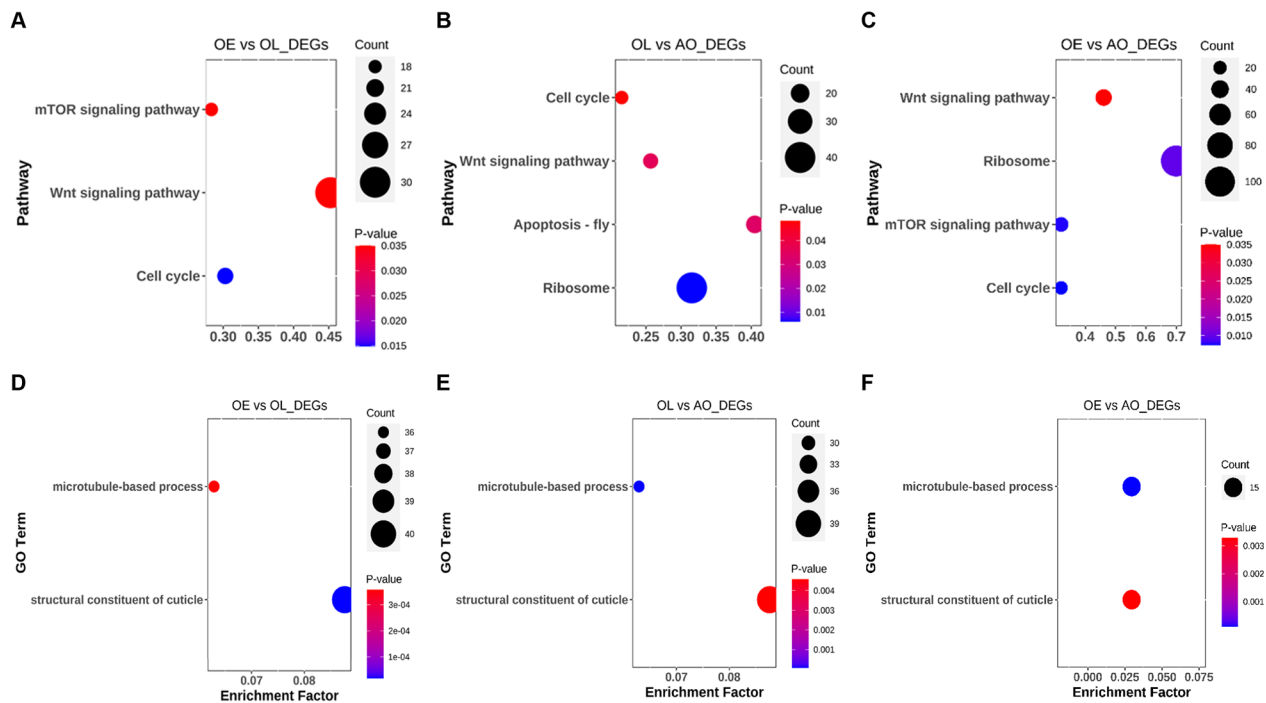 A
OE vs OL_DEGs
Pathway
mTOR signaling pathway
Wnt signaling pathway
Cell cycle
0.30 0.35 0.40 0.45
Count
18
21
24
27
30
P-value
0.035
0.030
0.025
0.020
0.015
B
OL vs AO_DEGs
Pathway
Cell cycle
Wnt signaling pathway
Apoptosis - fly
Ribosome
0.25 0.30 0.35 0.40
Count
20
30
40
P-value
0.04
0.03
0.02
0.01
C
OE vs AO_DEGs
Pathway
Wnt signaling pathway
Ribosome
mTOR signaling pathway
Cell cycle
0.4 0.5 0.6 0.7
Count
20
40
60
80
100
P-value
0.035
0.030
0.025
0.020
0.015
0.010
D
OE vs OL_DEGs
GO Term
microtubule-based process
structural constituent of cuticle
0.07 0.08
Enrichment Factor
Count
36
37
38
39
40
P-value
3e-04
2e-04
1e-04
E
OL vs AO_DEGs
GO Term
microtubule-based process
structural constituent of cuticle
0.07 0.08
Enrichment Factor
Count
30
33
36
39
P-value
0.004
0.003
0.002
0.001
F
OE vs AO_DEGs
GO Term
microtubule-based process
structural constituent of cuticle
0.000 0.025 0.050 0.075
Enrichment Factor
Count
15
P-value
0.003
0.002
0.001